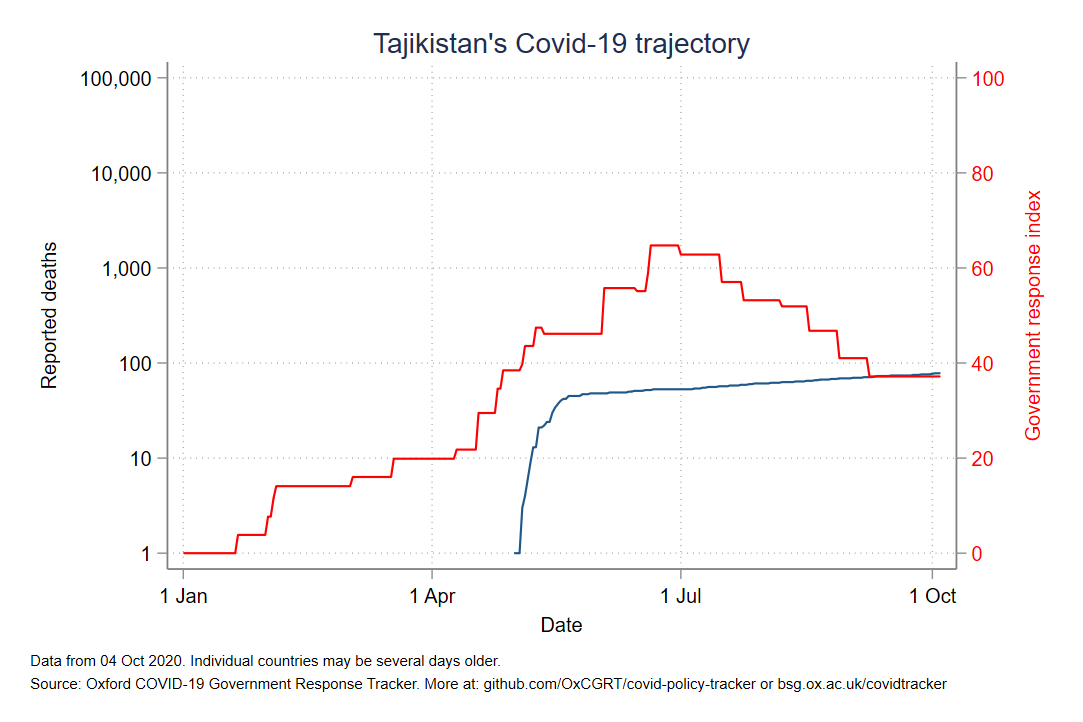 Tajikistan's Covid-19 trajectory
100,000
10,000
1,000
100
10
1
Reported deaths
100
80
60
40
20
0
Government response index
1 Jan
1 Apr
1 Jul
1 Oct
Date
Data from 04 Oct 2020. Individual countries may be several days older.
Source: Oxford COVID-19 Government Response Tracker. More at: github.com/OxCGRT/covid-policy-tracker or bsg.ox.ac.uk/covidtracker